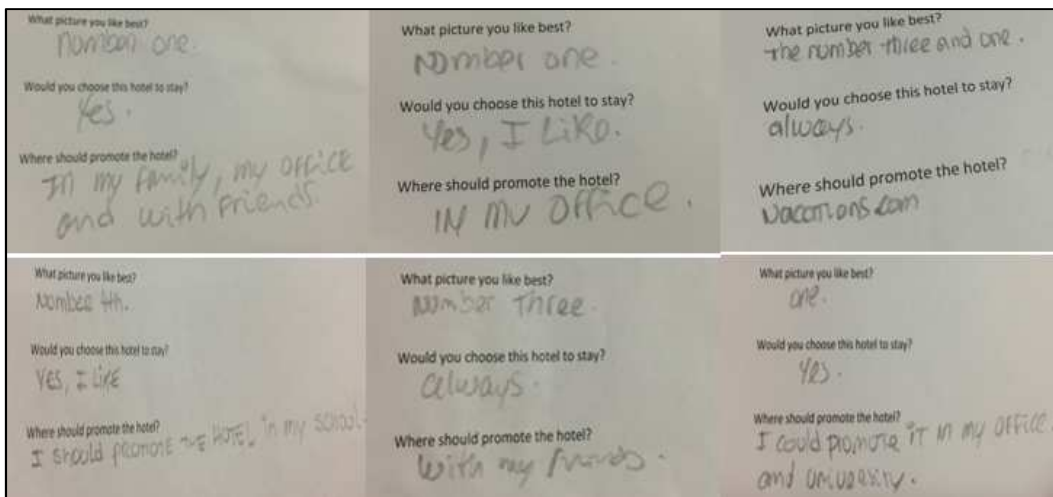 What picture you like best?
Number one.
Would you choose this hotel to stay?
Yes.
Where should promote the hotel?
In my family, my office
and with friends.
What picture you like best?
Number one.
Would you choose this hotel to stay?
Yes, I Like.
Where should promote the hotel?
IN MY OFFice.
What picture you like best?
The number three and one.
Would you choose this hotel to stay?
always.
Where should promote the hotel?
Vacations.com
What picture you like best?
Number 4th.
Would you choose this hotel to stay?
YES, I LIKE
Where should promote the hotel?
I should PROMOTE THE HOTEL in my school.
What picture you like best?
Number Three.
Would you choose this hotel to stay?
always.
Where should promote the hotel?
With my friends.
What picture you like best?
one.
Would you choose this hotel to stay?
Yes.
Where should promote the hotel?
I could promote IT IN MY OFFICE
and university.